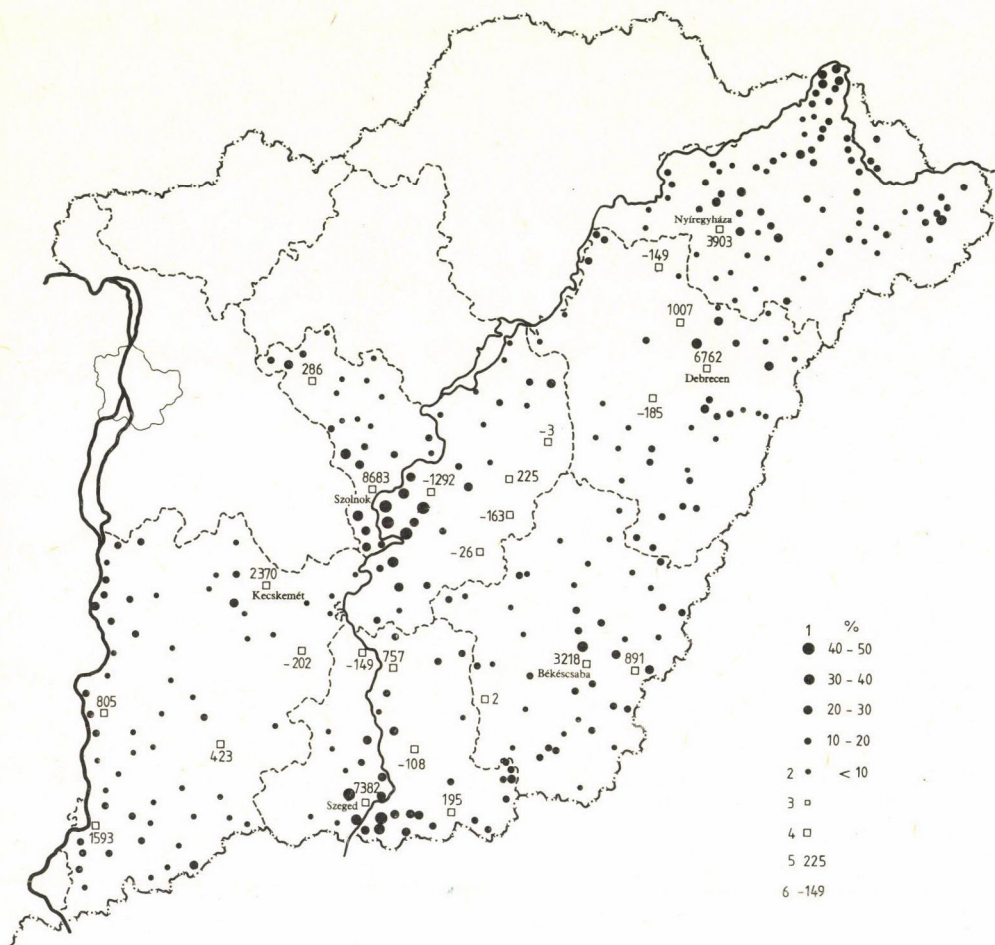 Nyíregyháza
3903
-149
1007
6762
Debrecen
286
-185
-3
8683
-1292
Szolnok
225
-163
-26
2370
Kecskemét
-202
-149
757
3218
891
Békéscsaba
2
805
423
-108
7382
Szeged
195
1593
1 %
40 - 50
30 - 40
20 - 30
10 - 20
2 < 10
3
4
5 225
6 -149